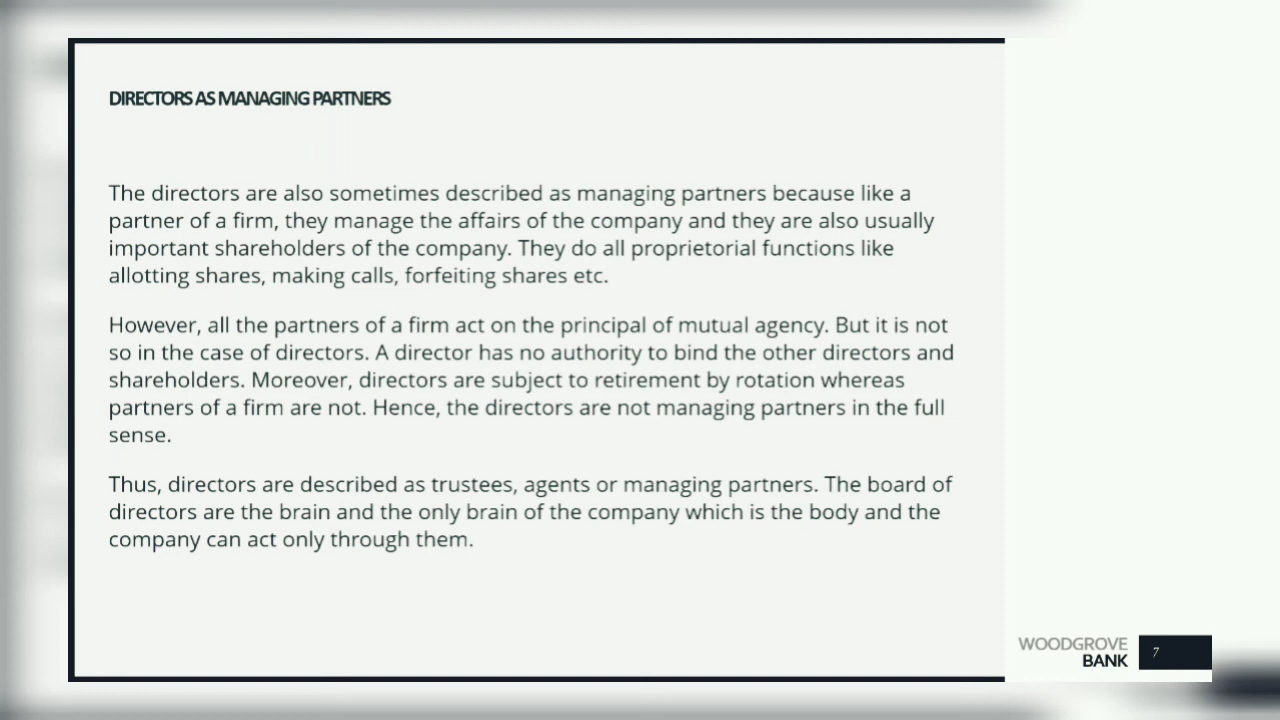 DIRECTORS AS MANAGING PARTNERS
The directors are also sometimes described as managing partners because like a
partner of a firm, they manage the affairs of the company and they are also usually
important shareholders of the company. They do all proprietorial functions like
allotting shares, making calls, forfeiting shares etc.
However, all the partners of a firm act on the principal of mutual agency. But it is not
so in the case of directors. A director has no authority to bind the other directors and
shareholders. Moreover, directors are subject to retirement by rotation whereas
partners of a firm are not. Hence, the directors are not managing partners in the full
sense.
Thus, directors are described as trustees, agents or managing partners. The board of
directors are the brain and the only brain of the company which is the body and the
company can act only through them.
WOODGROVE
BANK
7